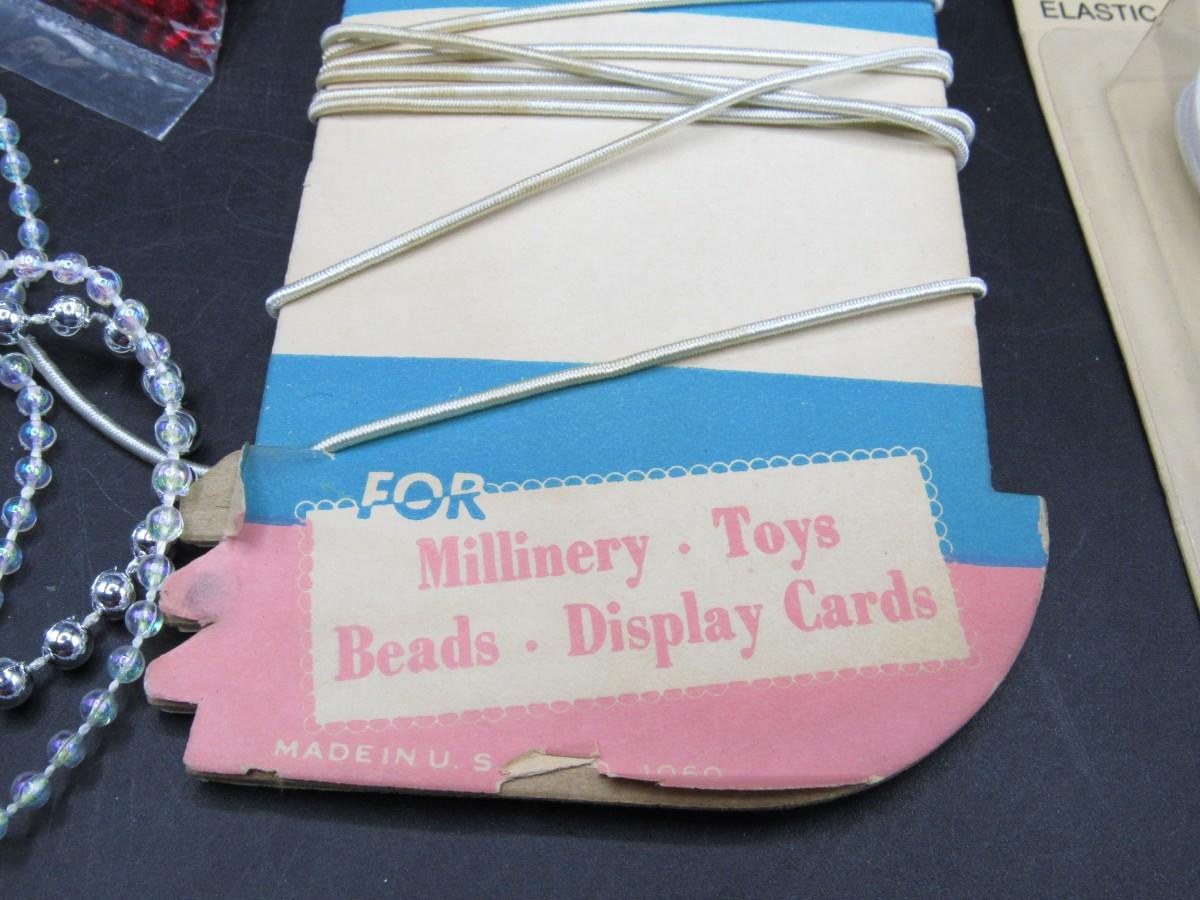 ELASTIC
FOR
Millinery · Toys
Beads · Display Cards
MADE IN U. S